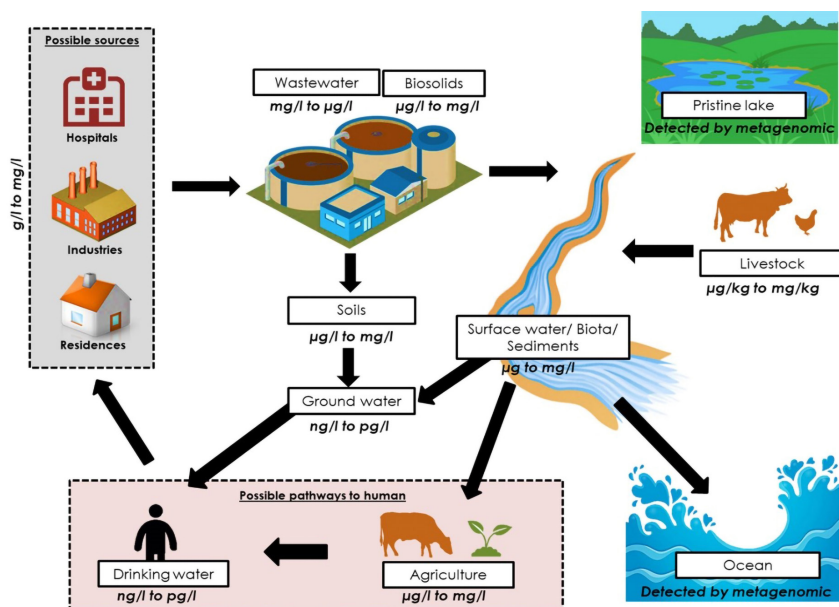 Possible sources
g/l to mg/l
Hospitals
Industries
Residences
Wastewater
mg/l to µg/l
Biosolids
µg/l to mg/l
Pristine lake
Detected by metagenomic
Livestock
µg/kg to mg/kg
Soils
µg/l to mg/l
Surface water/ Biota/
Sediments
µg to mg/l
Ground water
ng/l to pg/l
Possible pathways to human
Drinking water
ng/l to pg/l
Agriculture
µg/l to mg/l
Ocean
Detected by metagenomic